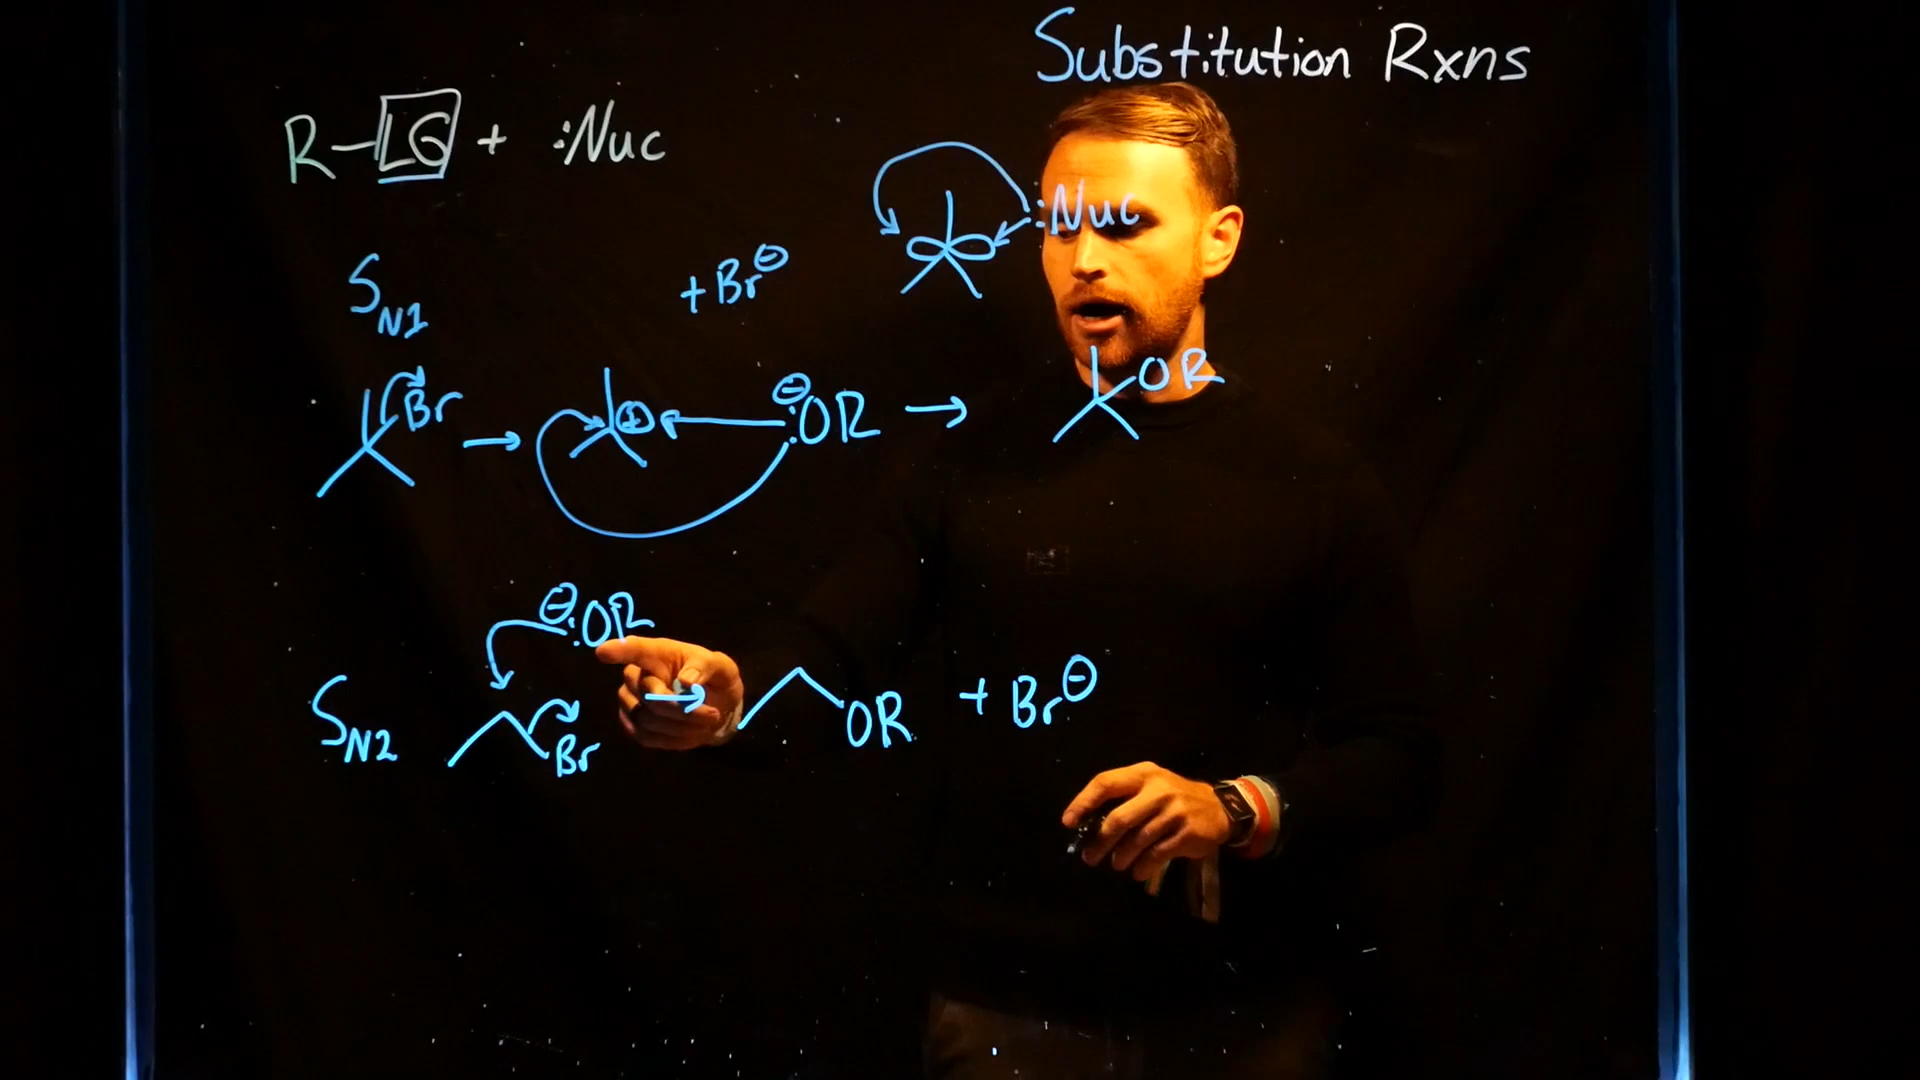 Substitution Rxns
R-LG + :Nuc
:Nuc
SN1
+ Br⊖
Br → ⊕ ⊖:OR → OR
⊖:OR
SN2 Br → OR + Br⊖